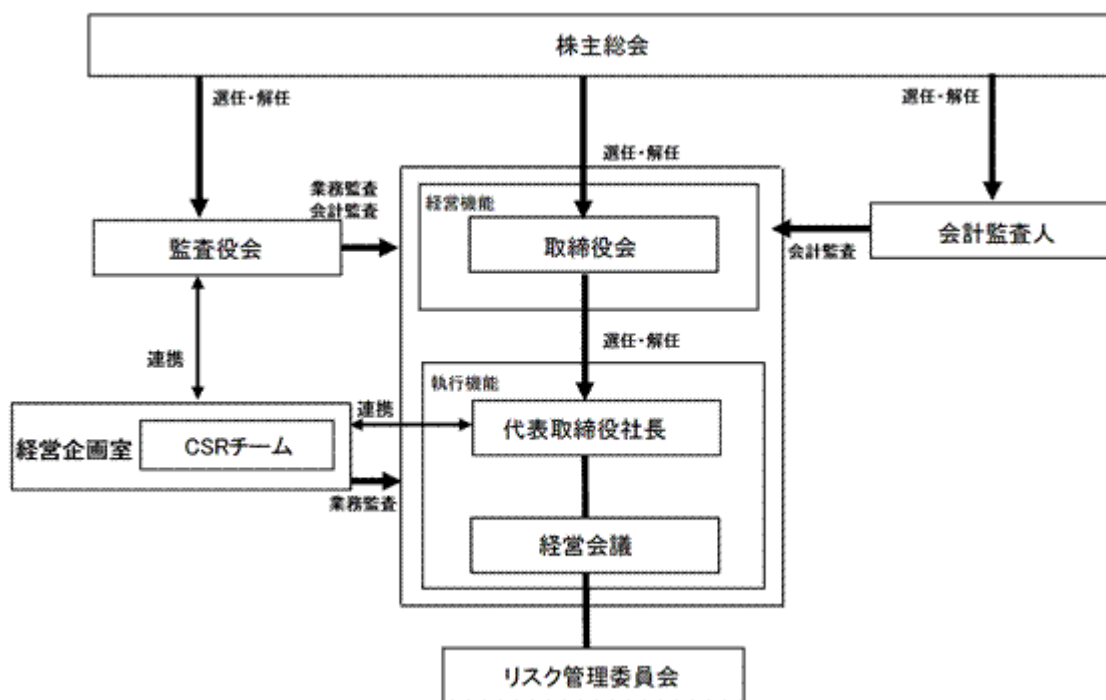 株主総会
選任・解任
選任・解任
選任・解任
業務監査
会計監査
経営機能
監査役会
取締役会
会計監査人
会計監査
選任・解任
連携
執行機能
連携
代表取締役社長
経営企画室
CSRチーム
業務監査
経営会議
リスク管理委員会